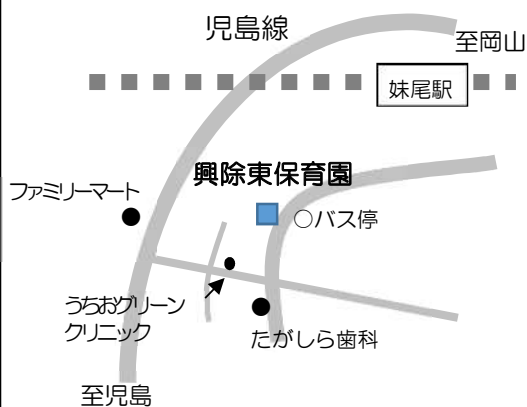 児島線
至岡山
妹尾駅
興除東保育園
ファミリーマート
○バス停
うちおグリーン
クリニック
たがしら歯科
至児島